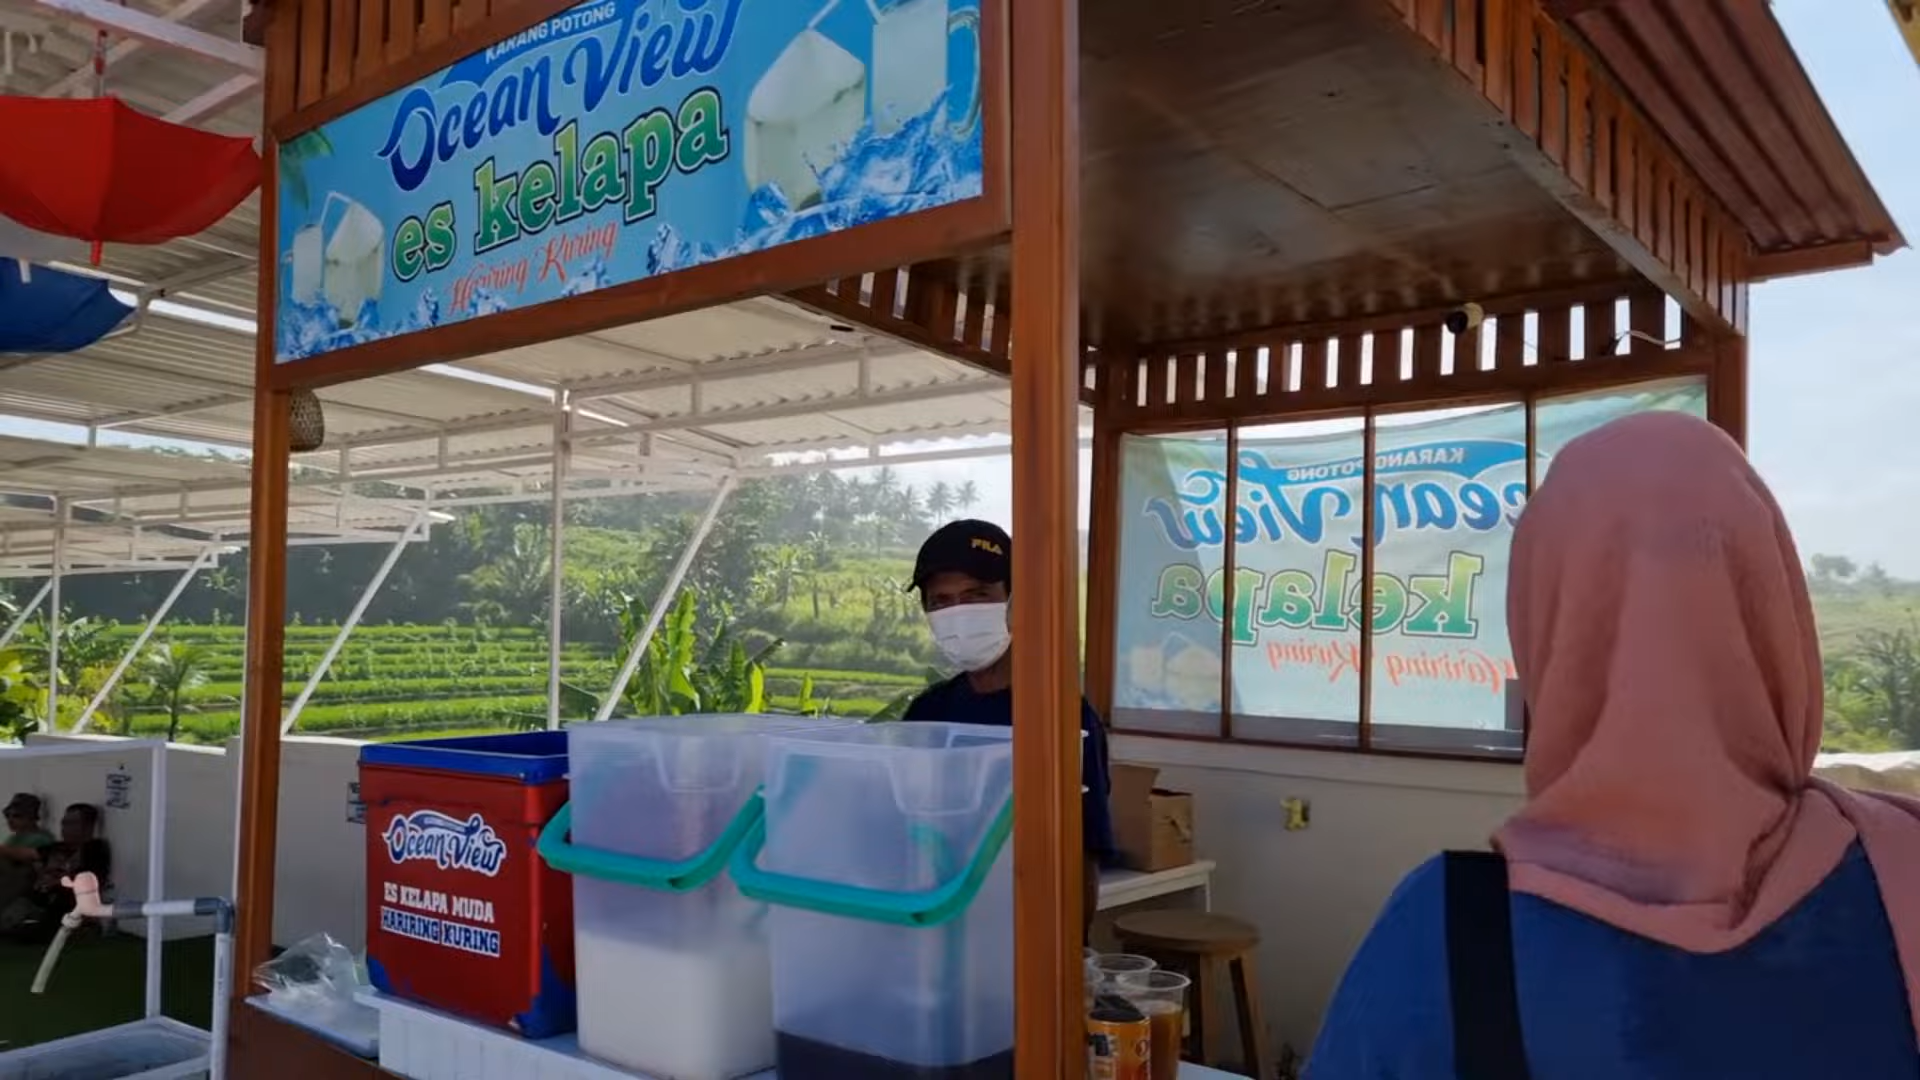 KARANG POTONG
Ocean View
es kelapa
Hariring Kuring
FILA
KARANG POTONG
Ocean View
kelapa
Hariring Kuring
Ocean View
ES KELAPA MUDA
HARIRING KURING